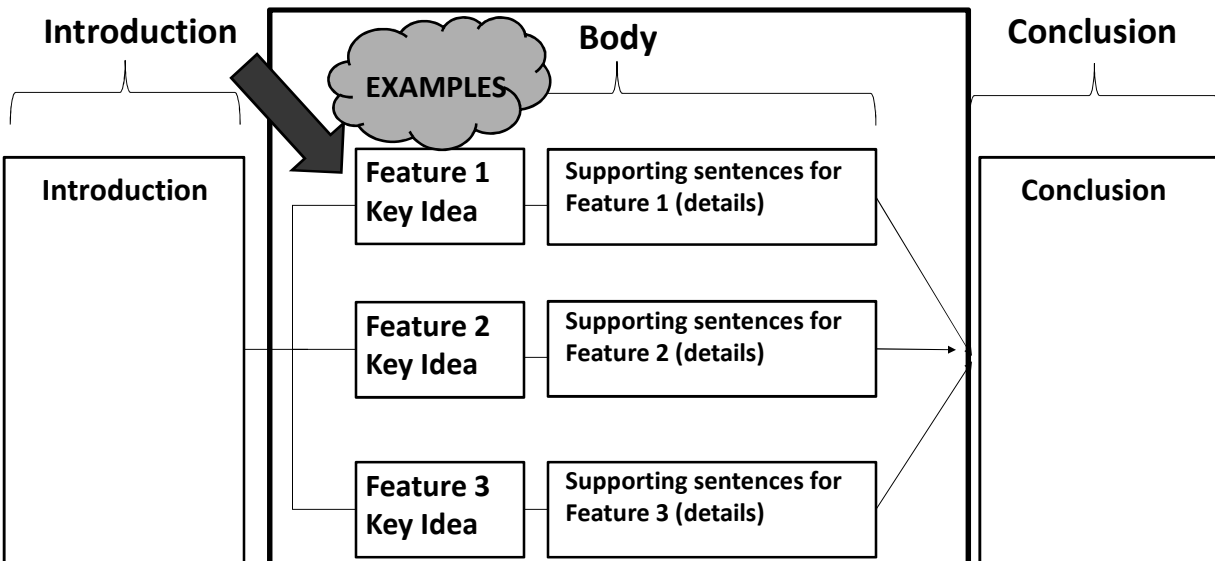 Introduction
Body
Conclusion
EXAMPLES
Introduction
Feature 1
Key Idea
Supporting sentences for
Feature 1 (details)
Feature 2
Key Idea
Supporting sentences for
Feature 2 (details)
Feature 3
Key Idea
Supporting sentences for
Feature 3 (details)
Conclusion